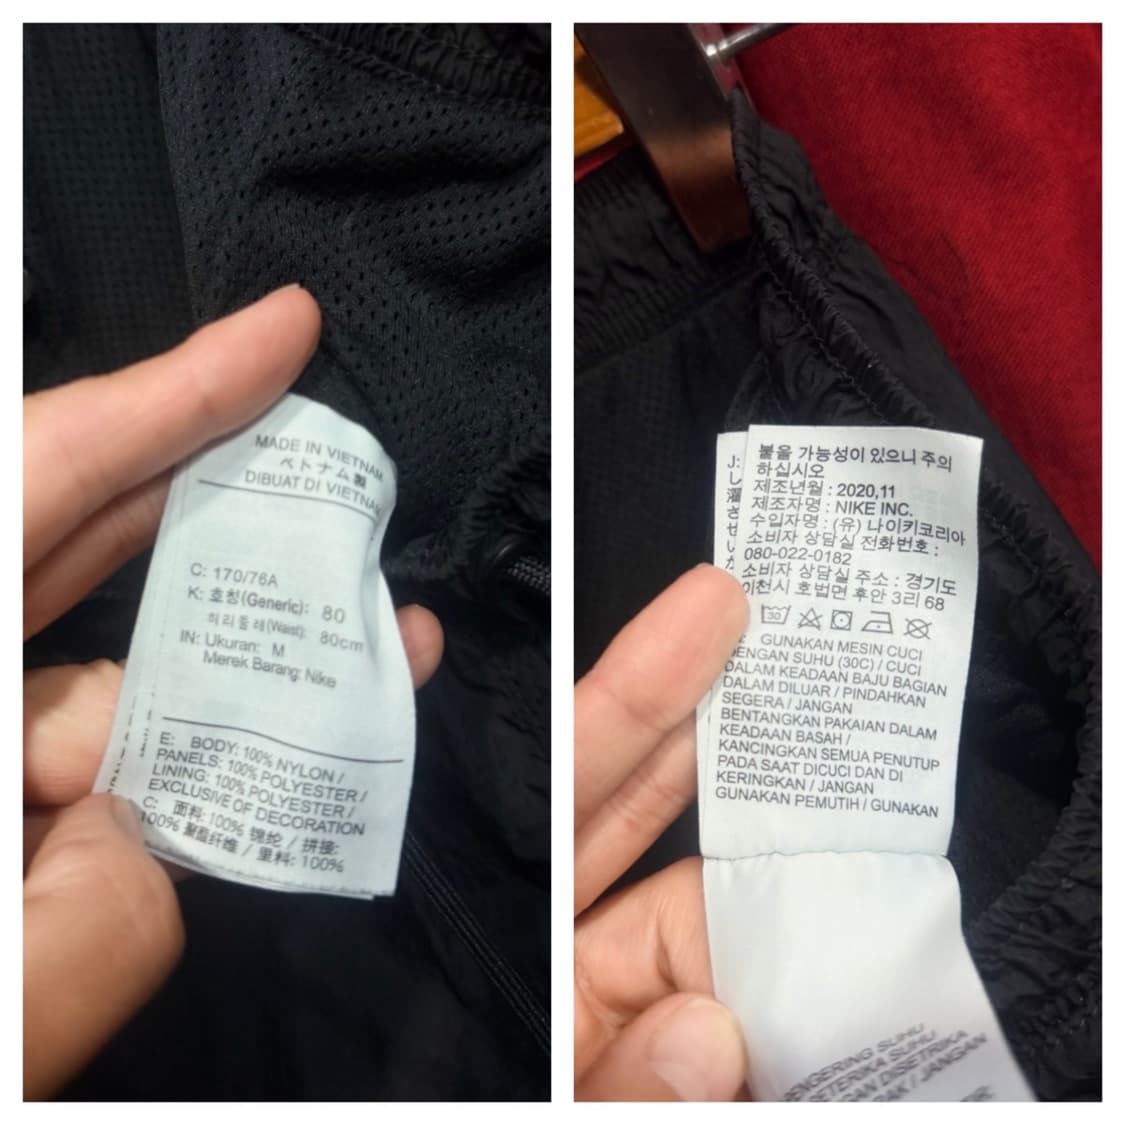 MADE IN VIETNAM
ベトナム製
DIBUAT DI VIETNAM
C: 170/76A
K: 호칭(Generic): 80
허리둘레(Waist): 80cm
IN: Ukuran: M
Merek Barang: Nike
E: BODY: 100% NYLON /
PANELS: 100% POLYESTER /
LINING: 100% POLYESTER /
EXCLUSIVE OF DECORATION
C: 面料: 100% 锦纶 / 拼接:
100% 聚酯纤维 / 里料: 100%
J:
불을 가능성이 있으니 주의
하십시오
제조년월 : 2020,11
제조자명 : NIKE INC.
수입자명 : (유) 나이키코리아
소비자 상담실 전화번호 :
080-022-0182
소비자 상담실 주소 : 경기도
이천시 호법면 후안 3리 68
30
GUNAKAN MESIN CUCI
DENGAN SUHU (30C) / CUCI
DALAM KEADAAN BAJU BAGIAN
DALAM DILUAR / PINDAHKAN
SEGERA / JANGAN
BENTANGKAN PAKAIAN DALAM
KEADAAN BASAH /
KANCINGKAN SEMUA PENUTUP
PADA SAAT DICUCI DAN DI
KERINGKAN / JANGAN
GUNAKAN PEMUTIH / GUNAKAN
PENGERING SUHU
SETERIKA SUHU
DISETRIKA
JANGAN